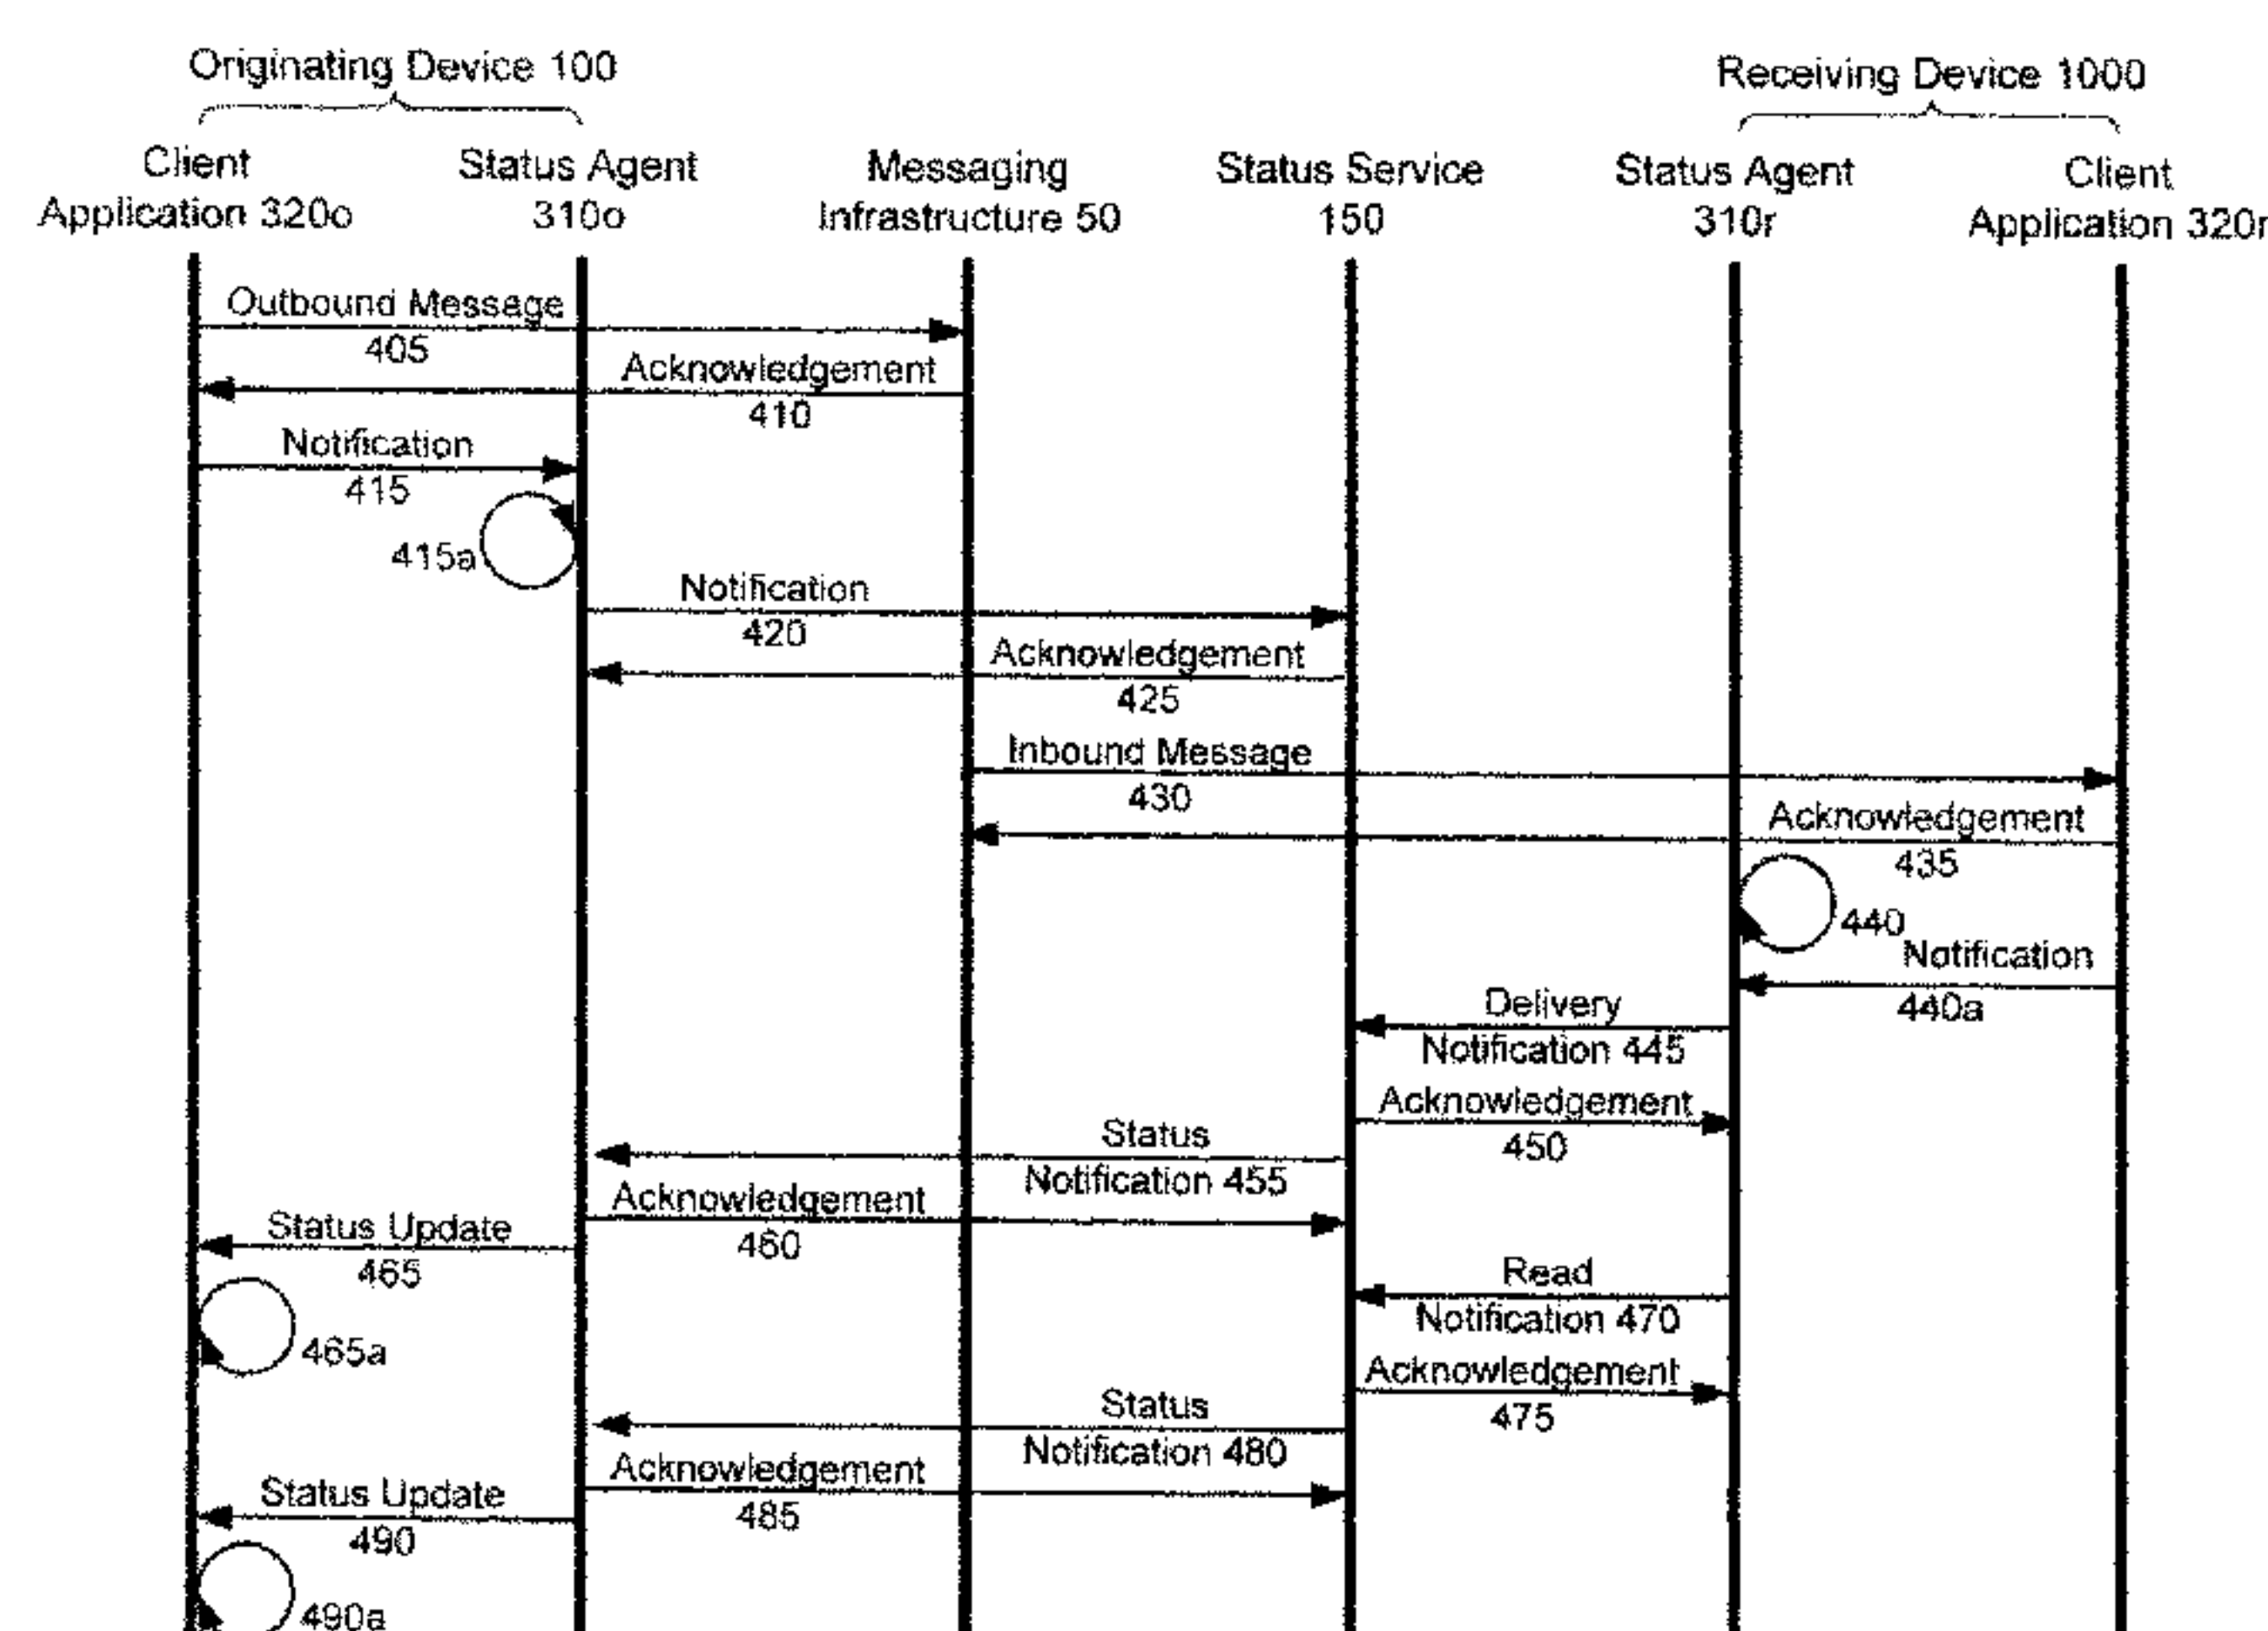 Originating Device 100
Receiving Device 1000
Client
Application 320o
Status Agent
310o
Messaging
Infrastructure 50
Status Service
150
Status Agent
310r
Client
Application 320r
Outbound Message
405
Acknowledgement
410
Notification
415
415a
Notification
420
Acknowledgement
425
Inbound Message
430
Acknowledgement
435
440
Notification
440a
Delivery
Notification 445
Acknowledgement
450
Status
Notification 455
Acknowledgement
460
Status Update
465
465a
Read
Notification 470
Acknowledgement
475
Status
Notification 480
Acknowledgement
485
Status Update
490
490a